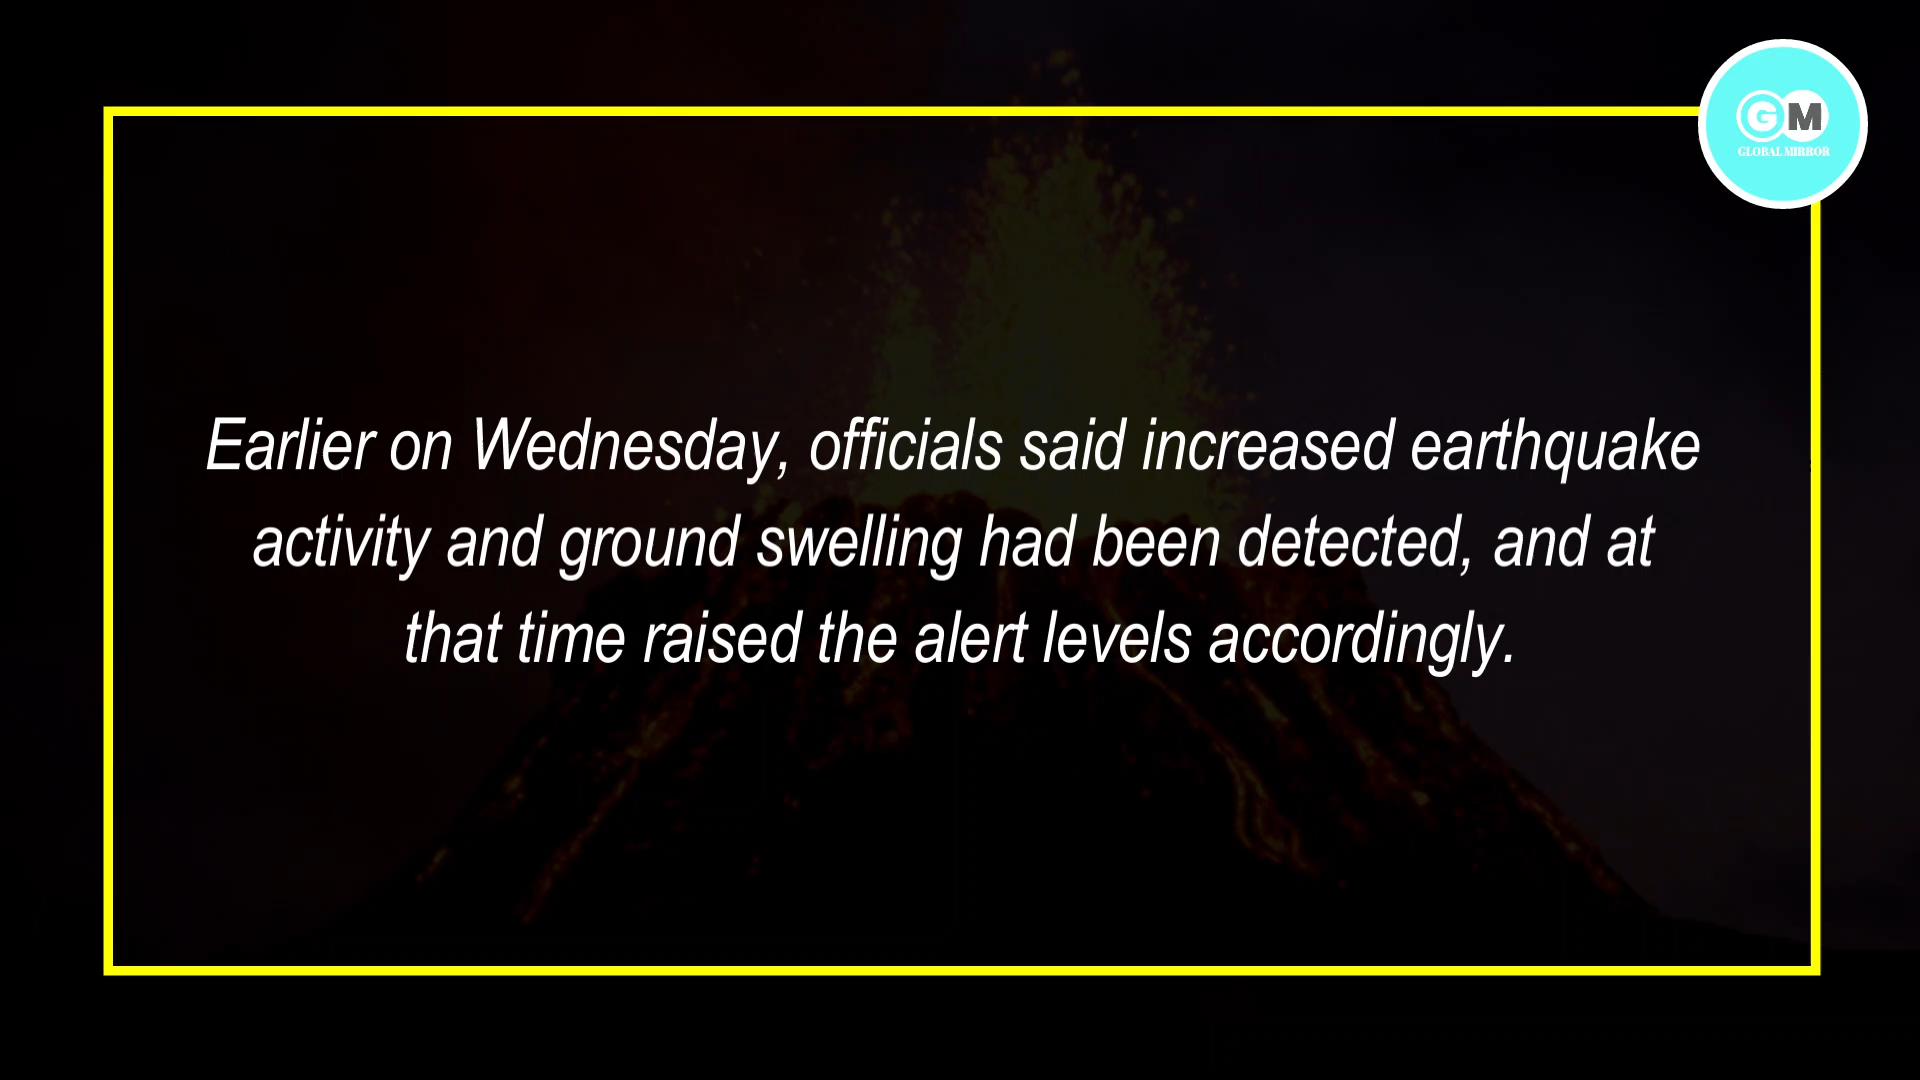 GM
GLOBAL MIRROR
Earlier on Wednesday, officials said increased earthquake
activity and ground swelling had been detected, and at
that time raised the alert levels accordingly.